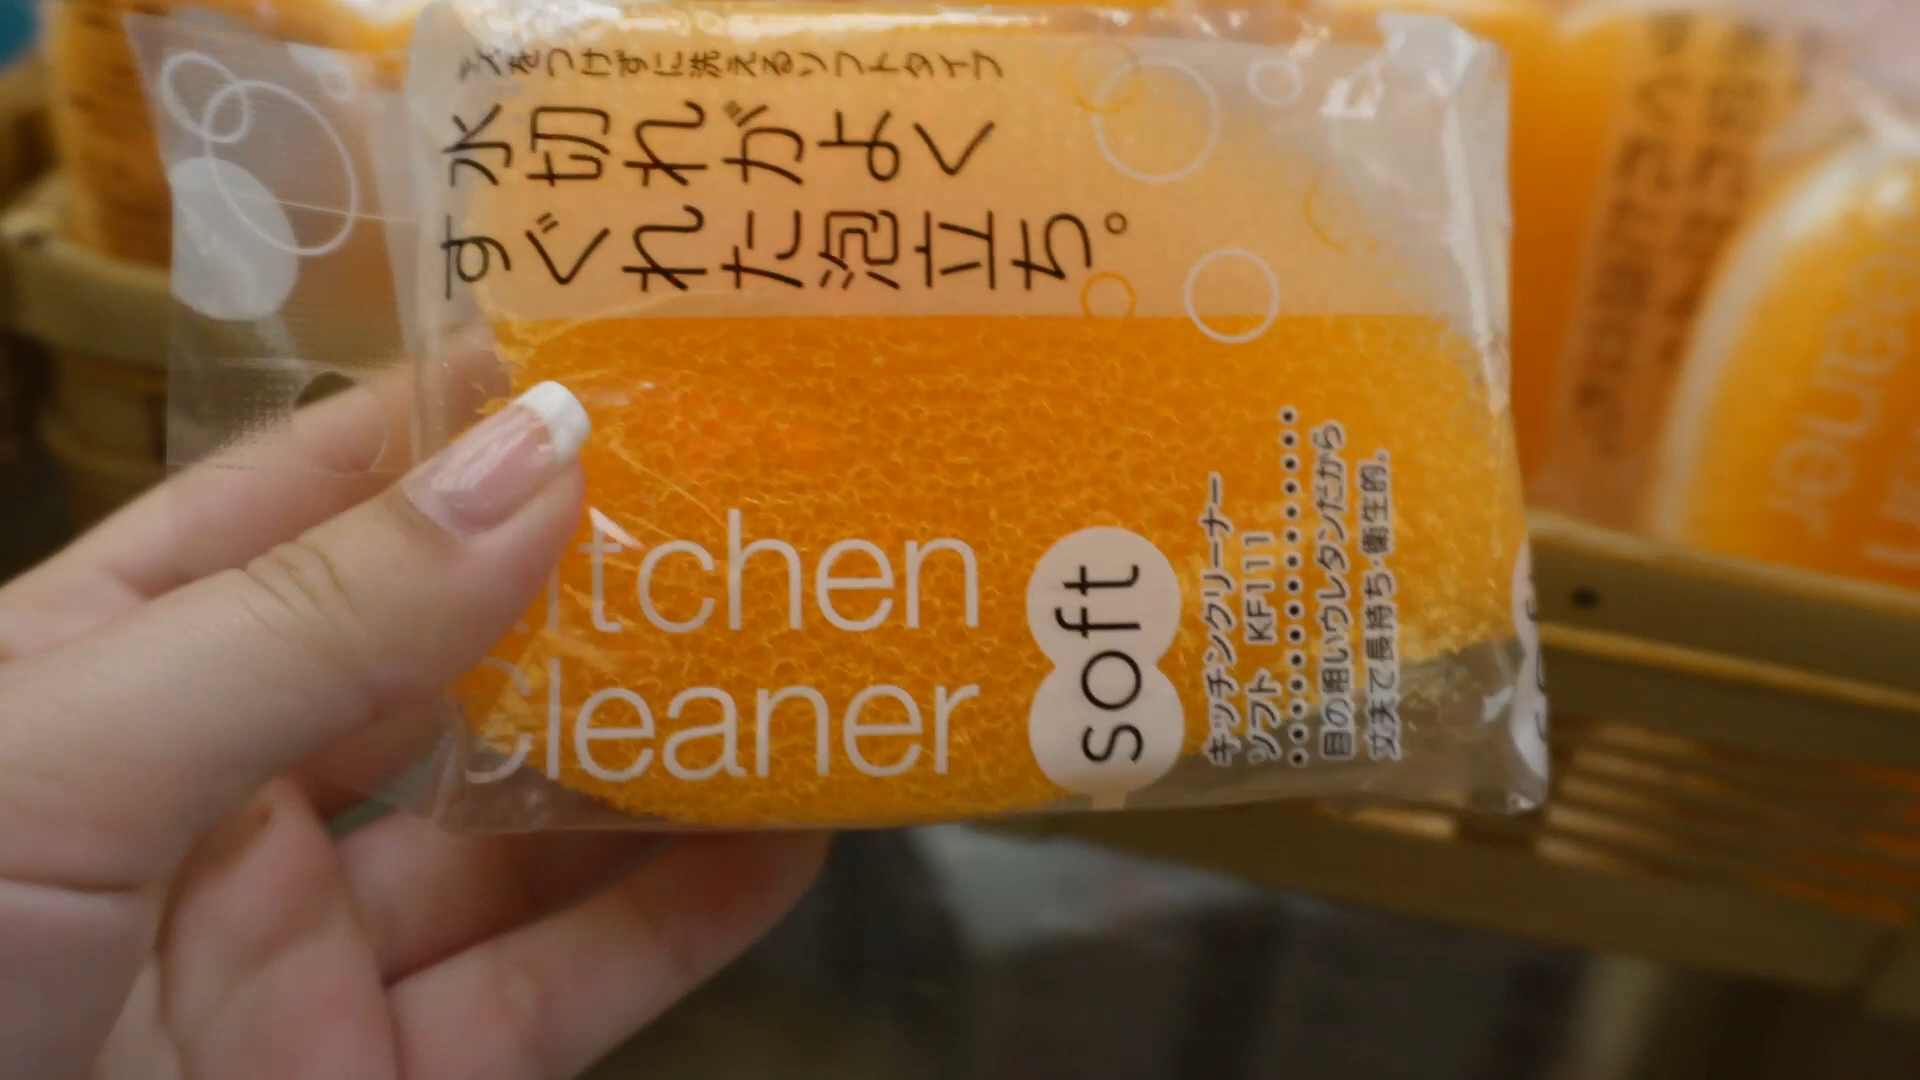 キズをつけずに洗えるソフトタイプ
水切れがよく
すぐれた泡立ち。
Kitchen
Cleaner
soft
キッチンクリーナー
ソフト KF111
目の粗いウレタンだから
丈夫で長持ち・衛生的。